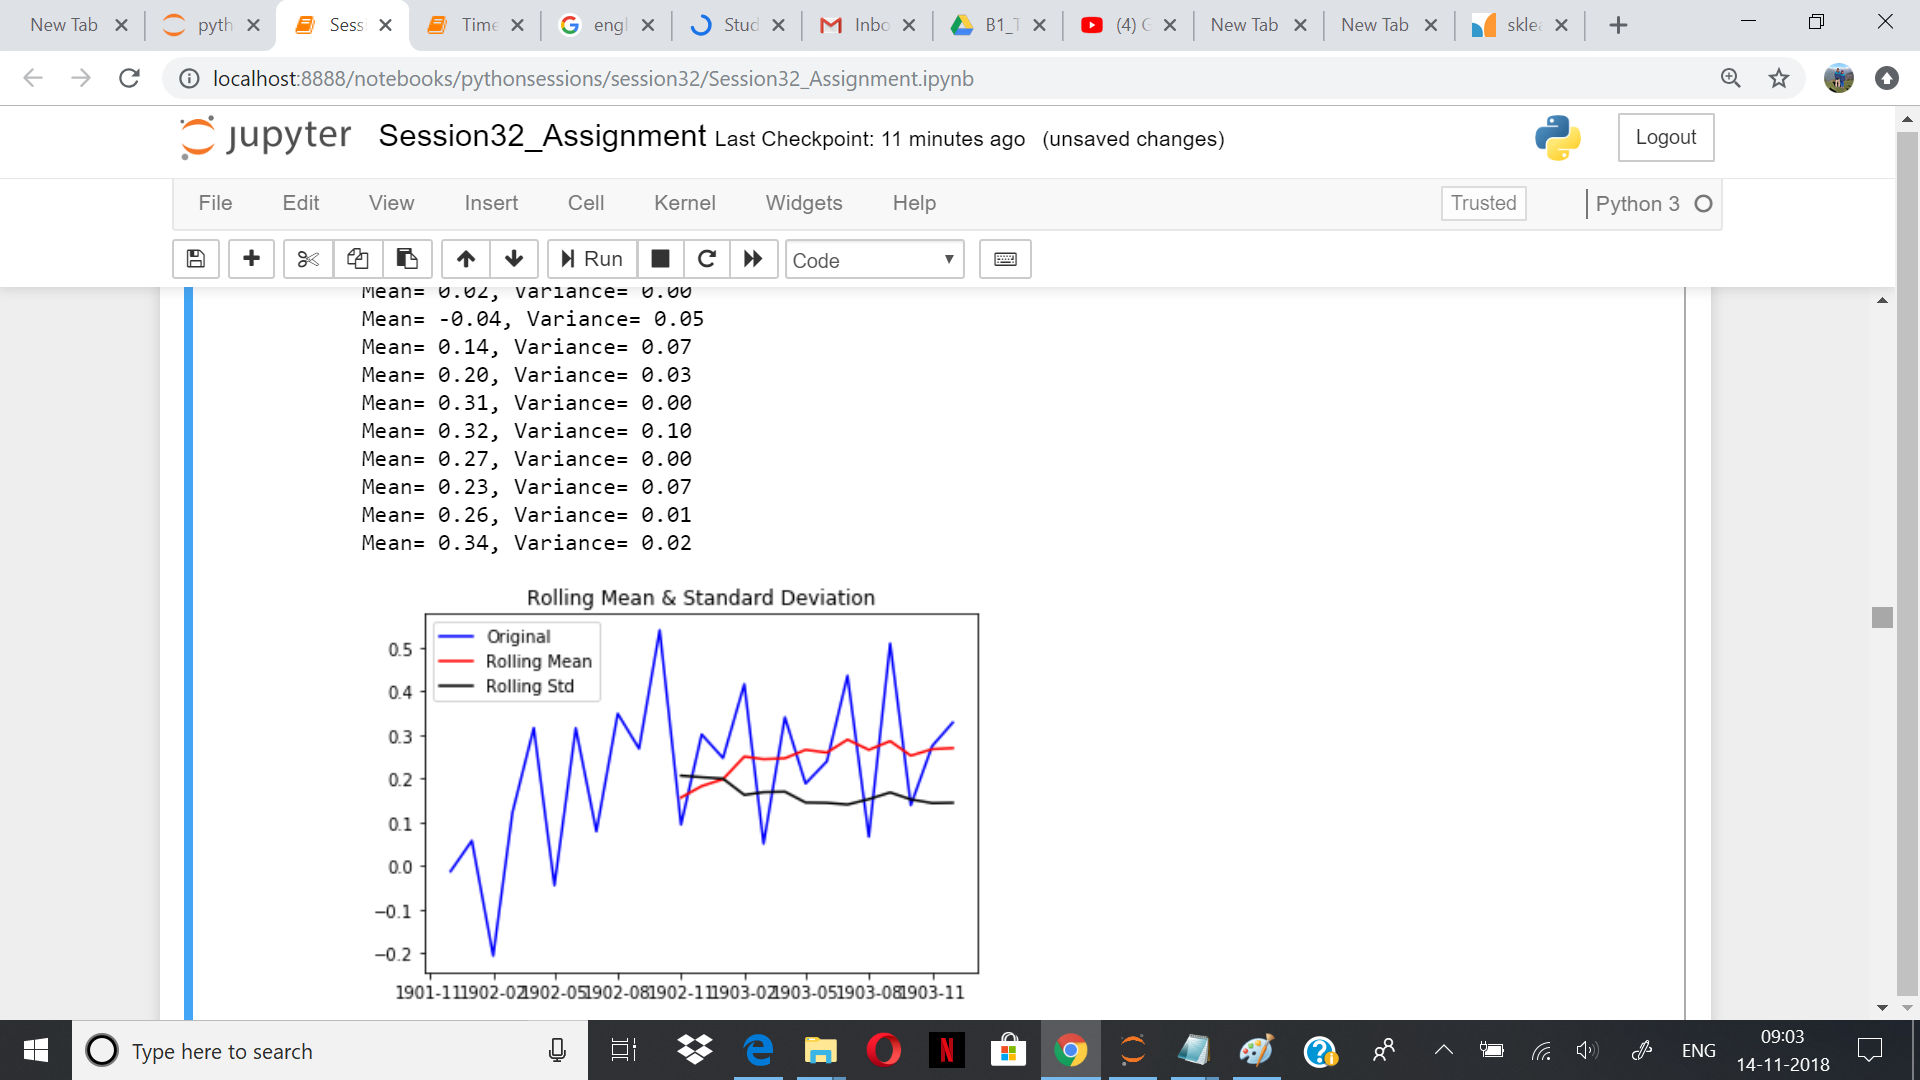 New Tab
pyth
Sess
Time
engl
Stud
Inbo
B1_T
(4) G
New Tab
New Tab
sklea
localhost:8888/notebooks/pythonsessions/session32/Session32_Assignment.ipynb
jupyter Session32_Assignment Last Checkpoint: 11 minutes ago (unsaved changes)
Logout
File Edit View Insert Cell Kernel Widgets Help
Trusted
Python 3
Run
Code
Mean= 0.02, Variance= 0.00
Mean= -0.04, Variance= 0.05
Mean= 0.14, Variance= 0.07
Mean= 0.20, Variance= 0.03
Mean= 0.31, Variance= 0.00
Mean= 0.32, Variance= 0.10
Mean= 0.27, Variance= 0.00
Mean= 0.23, Variance= 0.07
Mean= 0.26, Variance= 0.01
Mean= 0.34, Variance= 0.02
Rolling Mean & Standard Deviation
Original
Rolling Mean
Rolling Std
0.5
0.4
0.3
0.2
0.1
0.0
−0.1
−0.2
1901-11 1902-02 1902-05 1902-08 1902-11 1903-02 1903-05 1903-08 1903-11
Type here to search
N
ENG
09:03
14-11-2018